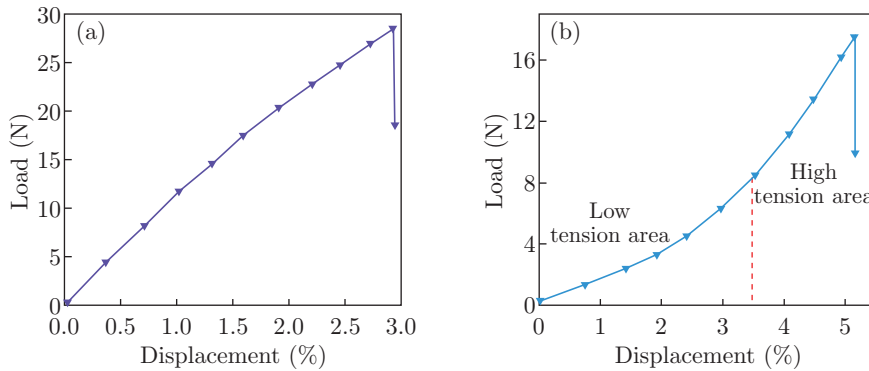 (a)
Load (N)
30
25
20
15
10
5
0
0.0 0.5 1.0 1.5 2.0 2.5 3.0
Displacement (%)
(b)
Load (N)
16
12
8
4
0
Low
tension area
High
tension area
0 1 2 3 4 5
Displacement (%)